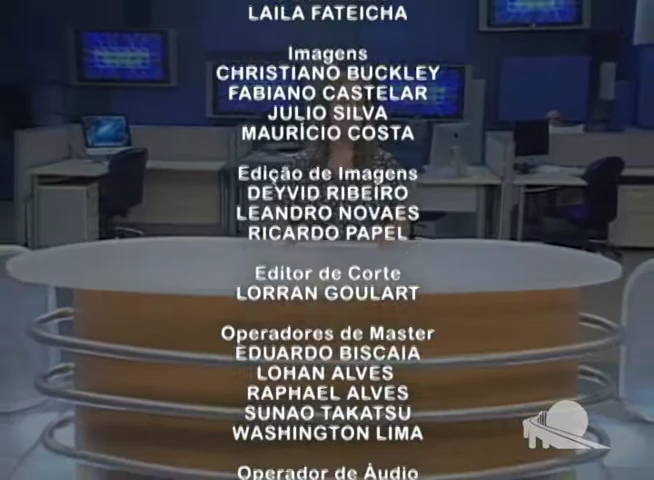 LAILA FATEICHA
Imagens
CHRISTIANO BUCKLEY
FABIANO CASTELAR
JULIO SILVA
MAURÍCIO COSTA
Edição de Imagens
DEYVID RIBEIRO
LEANDRO NOVAES
RICARDO PAPEL
Editor de Corte
LORRAN GOULART
Operadores de Master
EDUARDO BISCAIA
LOHAN ALVES
RAPHAEL ALVES
SUNAO TAKATSU
WASHINGTON LIMA
Operador de Áudio